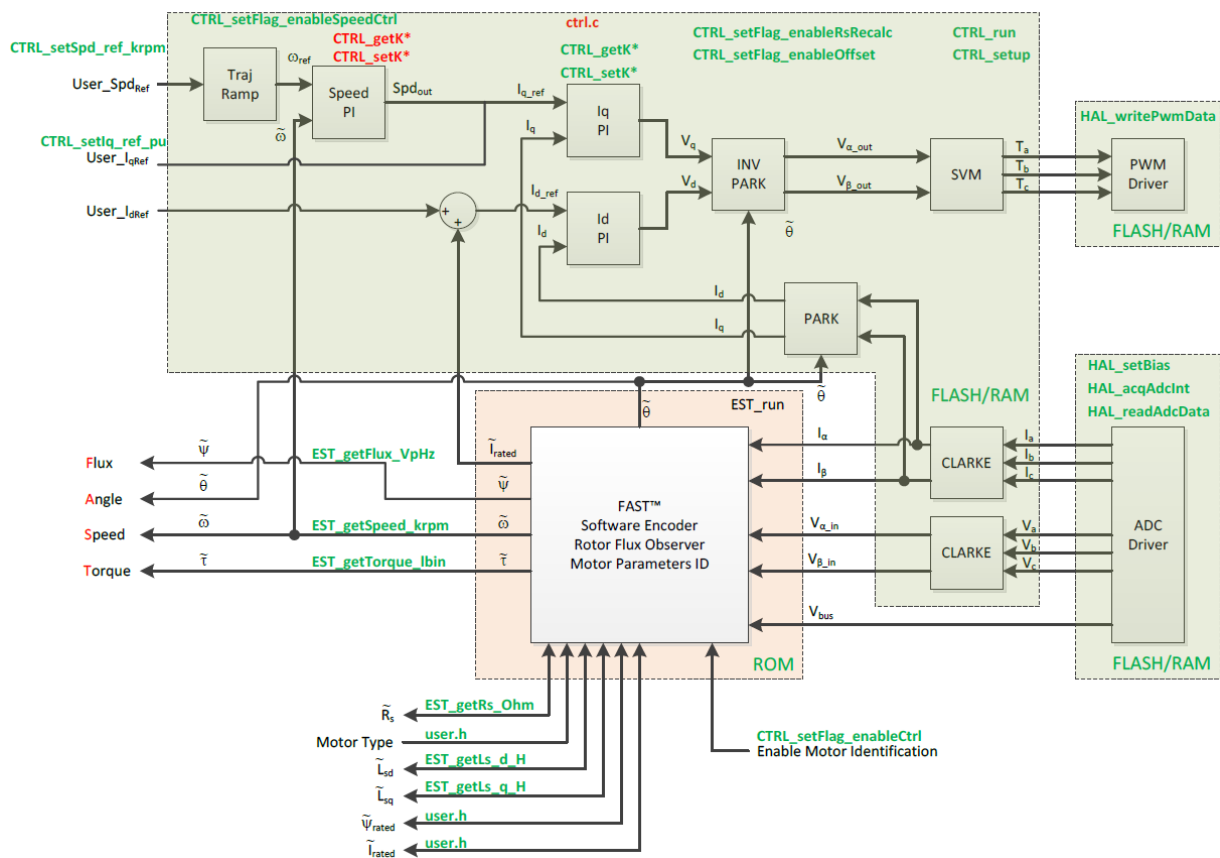 CTRL_setFlag_enableSpeedCtrl
ctrl.c
CTRL_setSpd_ref_krpm
CTRL_getK*
CTRL_setK*
CTRL_getK*
CTRL_setK*
CTRL_setFlag_enableRsRecalc
CTRL_setFlag_enableOffset
CTRL_run
CTRL_setup
User_SpdRef
Traj
Ramp
ωref
Speed
PI
Spdout
Iq_ref
Iq
Iq
PI
ω̃
CTRL_setIq_ref_pu
User_IqRef
Vq
Vd
INV
PARK
Vα_out
Vβ_out
SVM
Ta
Tb
Tc
HAL_writePwmData
PWM
Driver
FLASH/RAM
User_IdRef
+
+
Id_ref
Id
Id
PI
θ̃
Id
Iq
PARK
θ̃
θ̃
EST_run
FLASH/RAM
HAL_setBias
HAL_acqAdcInt
HAL_readAdcData
Flux
ψ̃
EST_getFlux_VpHz
Angle
θ̃
Speed
ω̃
EST_getSpeed_krpm
Torque
τ̃
EST_getTorque_lbin
Ĩrated
ψ̃
ω̃
τ̃
FAST™
Software Encoder
Rotor Flux Observer
Motor Parameters ID
Iα
Iβ
Vα_in
Vβ_in
Vbus
CLARKE
CLARKE
Ia
Ib
Ic
Va
Vb
Vc
ADC
Driver
ROM
FLASH/RAM
R̃s
EST_getRs_Ohm
Motor Type
user.h
L̃sd
EST_getLs_d_H
L̃sq
EST_getLs_q_H
ψ̃rated
user.h
Ĩrated
user.h
CTRL_setFlag_enableCtrl
Enable Motor Identification